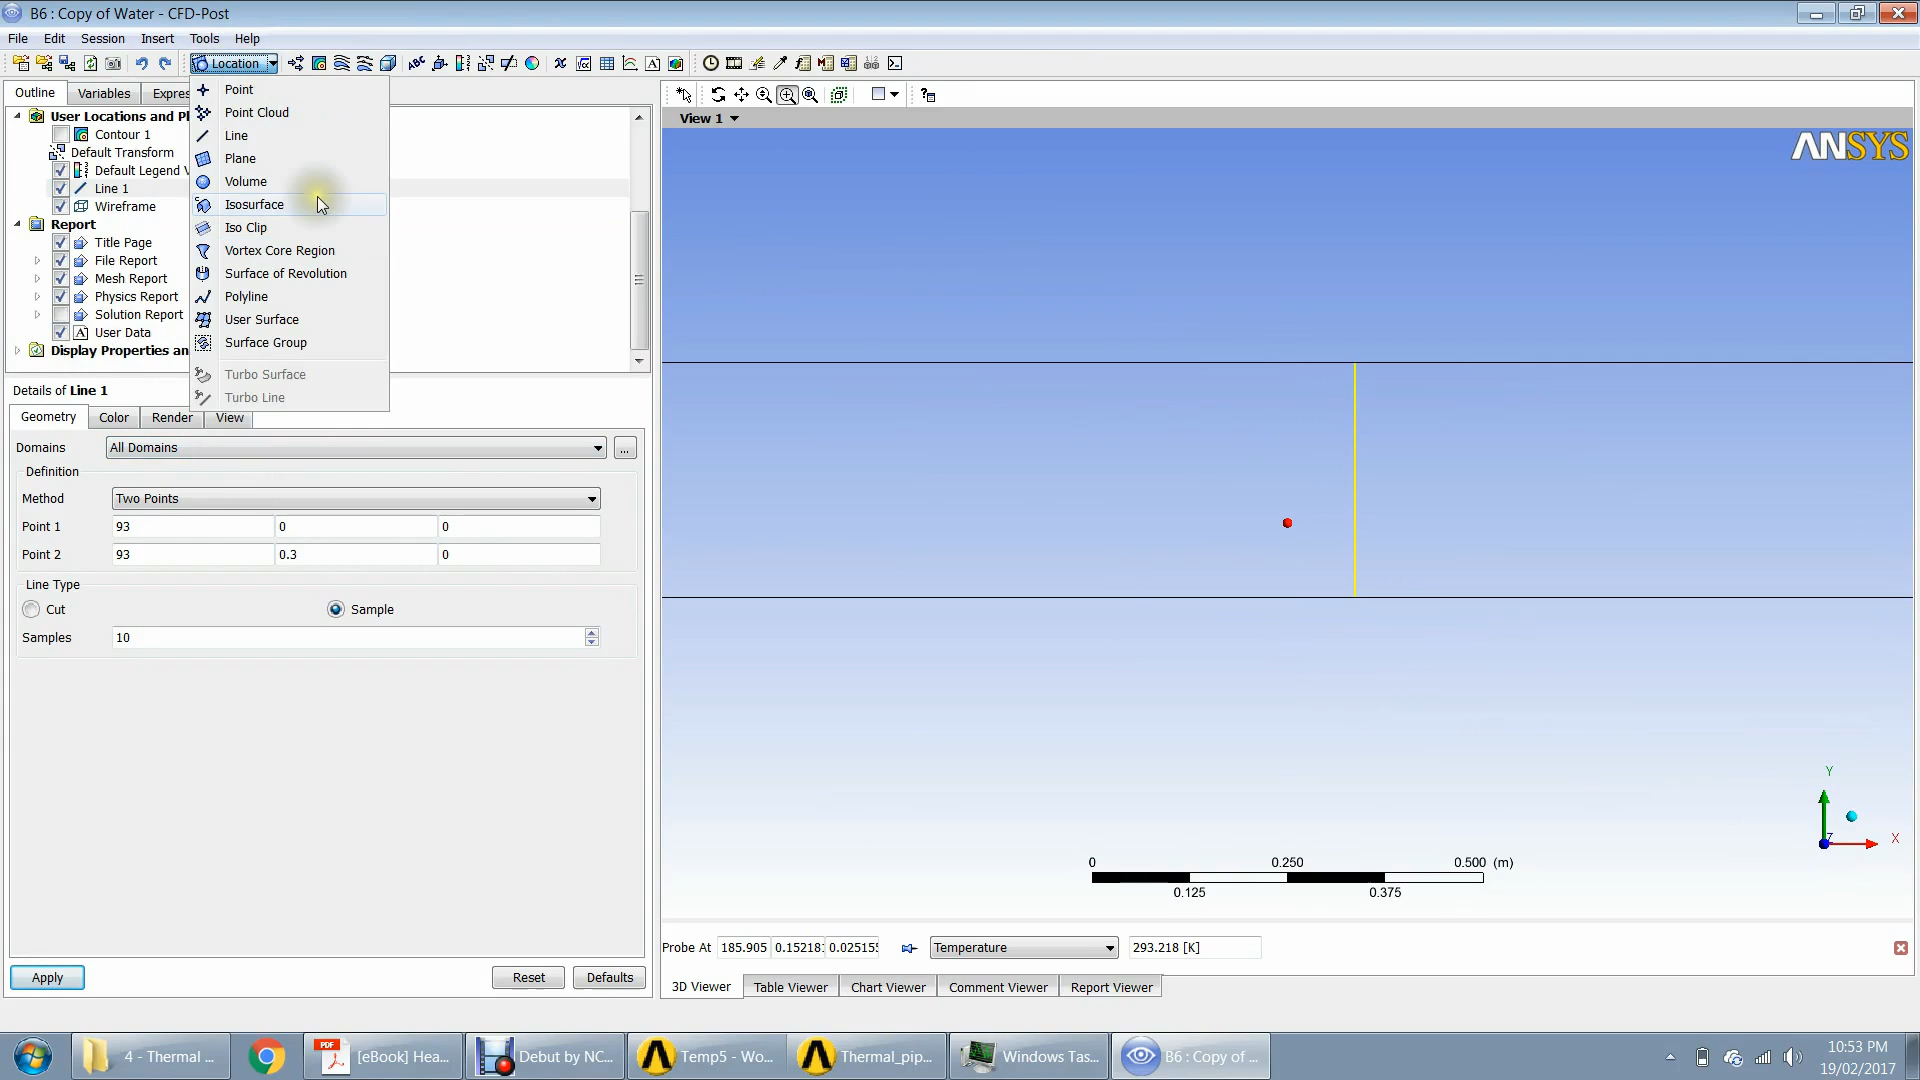 B6 : Copy of Water - CFD-Post
File Edit Session Insert Tools Help
Location
Outline Variables
Point
Point Cloud
Line
Plane
Volume
Isosurface
Iso Clip
Vortex Core Region
Surface of Revolution
Polyline
User Surface
Surface Group
Turbo Surface
Turbo Line
User Locations and
Contour 1
Default Transform
Default Legend
Line 1
Wireframe
Report
Title Page
File Report
Mesh Report
Physics Report
Solution Report
User Data
Display Properties
Details of Line 1
Geometry Color Render View
Domains All Domains ...
Definition
Method Two Points
Point 1 93 0 0
Point 2 93 0.3 0
Line Type
Cut Sample
Samples 10
Apply Reset Defaults
View 1
ANSYS
Y
Z X
0 0.250 0.500 (m)
0.125 0.375
Probe At 185.905 Temperature 293.218 [K]
3D Viewer Table Viewer Chart Viewer Comment Viewer Report Viewer
4 - Thermal ... PDF [eBook] Hea... Debut by NC... Temp5 - Wo... Thermal_pip... Windows Tas... B6 : Copy of ...
10:53 PM
19/02/2017